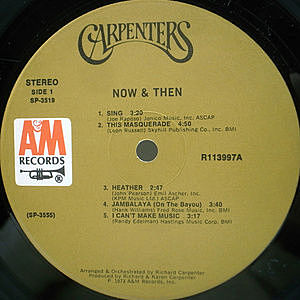 CARPENTERS
STEREO
SIDE 1
SP-3519
NOW & THEN
1. SING 3:20
(Joe Raposo) Jonico Music, Inc. ASCAP
2. THIS MASQUERADE 4:50
(Leon Russell) Skyhill Publishing Co., Inc. BMI
A&M
RECORDS
R113997A
3. HEATHER 2:47
(John Pearson) Emil Ascher, Inc.
(KPM Music Ltd.) ASCAP
(SP-3555)
4. JAMBALAYA (On The Bayou) 3:40
(Hank Williams) Fred Rose Music, Inc. BMI
5. I CAN'T MAKE MUSIC 3:17
(Randy Edelman) Hastings Music Corp. BMI
Arranged & Orchestrated by Richard Carpenter
Produced by Richard & Karen Carpenter
℗ 1973 A&M Records, Inc.